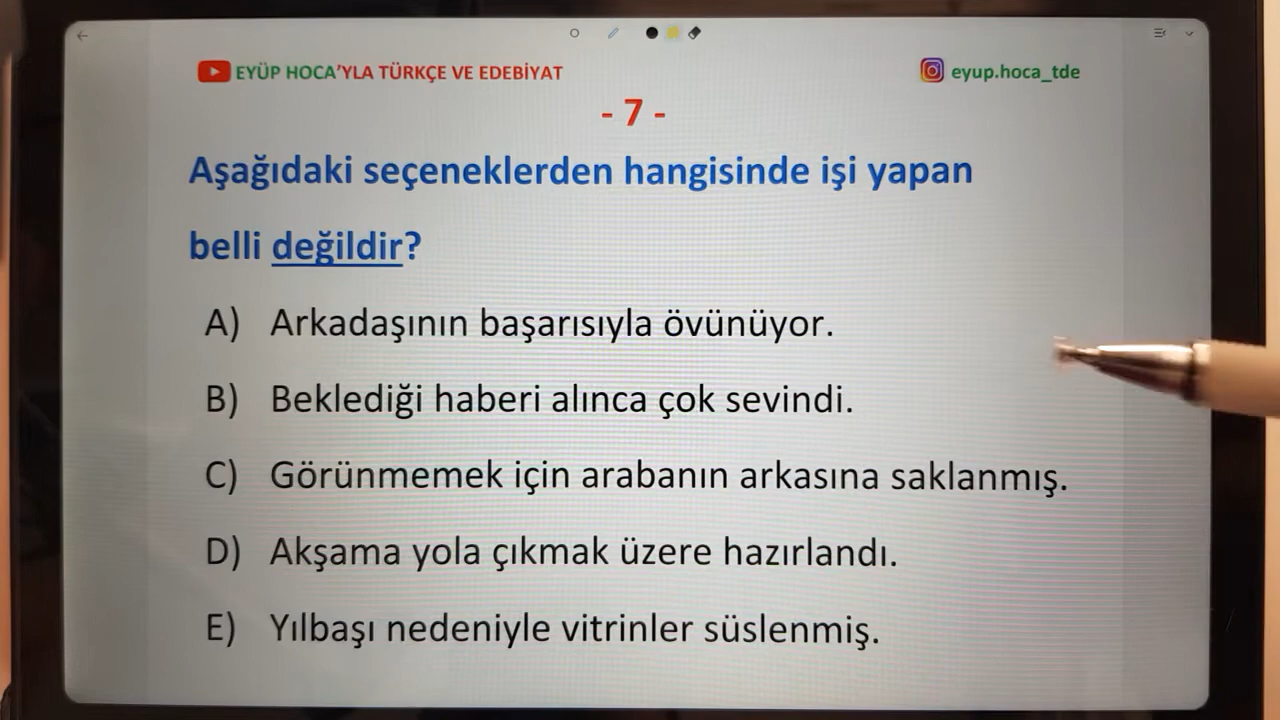 EYÜP HOCA'YLA TÜRKÇE VE EDEBİYAT
eyup.hoca_tde
- 7 -
Aşağıdaki seçeneklerden hangisinde işi yapan
belli değildir?
A) Arkadaşının başarısıyla övünüyor.
B) Beklediği haberi alınca çok sevindi.
C) Görünmemek için arabanın arkasına saklanmış.
D) Akşama yola çıkmak üzere hazırlandı.
E) Yılbaşı nedeniyle vitrinler süslenmiş.